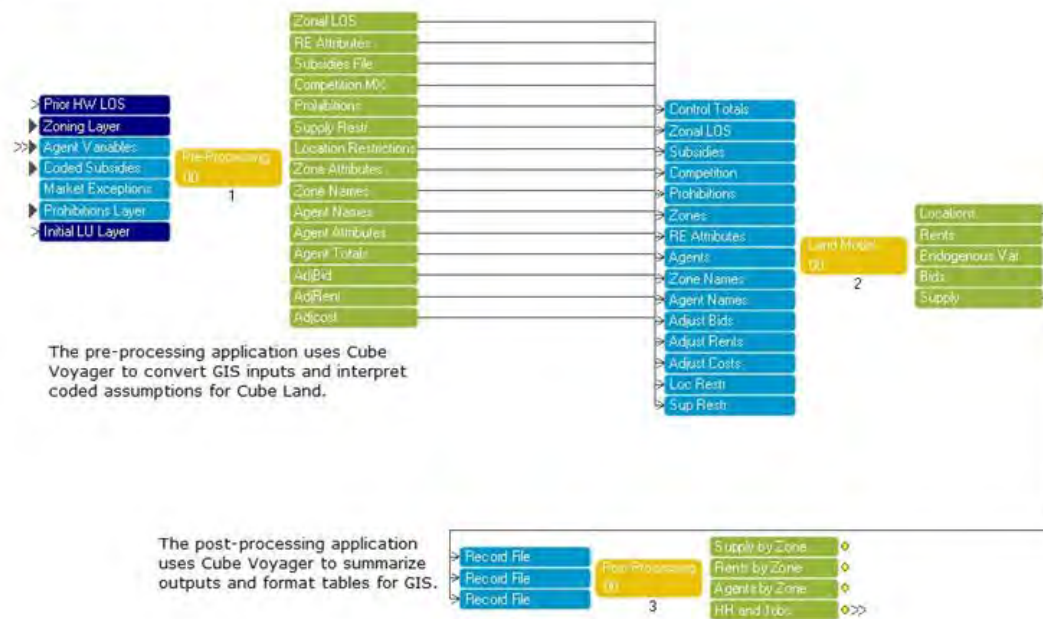 Prior HW LOS
Zoning Layer
Agent Variables
Coded Subsidies
Market Exceptions
Prohibitions Layer
Initial LU Layer
Pre-Processing
00
1
Zonal LOS
RE Attributes
Subsidies File
Competition MX
Prohibitions
Supply Restr
Location Restrictions
Zone Attributes
Zone Names
Agent Names
Agent Attributes
Agent Totals
AdjBid
AdjRent
Adjcost
Control Totals
Zonal LOS
Subsidies
Competition
Prohibitions
Zones
RE Attributes
Agents
Zone Names
Agent Names
Adjust Bids
Adjust Rents
Adjust Costs
Loc Restr
Sup Restr
Land Model
00
2
Locations
Rents
Endogenous Var
Bids
Supply
The pre-processing application uses Cube
Voyager to convert GIS inputs and interpret
coded assumptions for Cube Land.
The post-processing application
uses Cube Voyager to summarize
outputs and format tables for GIS.
Record File
Record File
Record File
Post-Processing
00
3
Supply by Zone
Rents by Zone
Agents by Zone
HH and Jobs